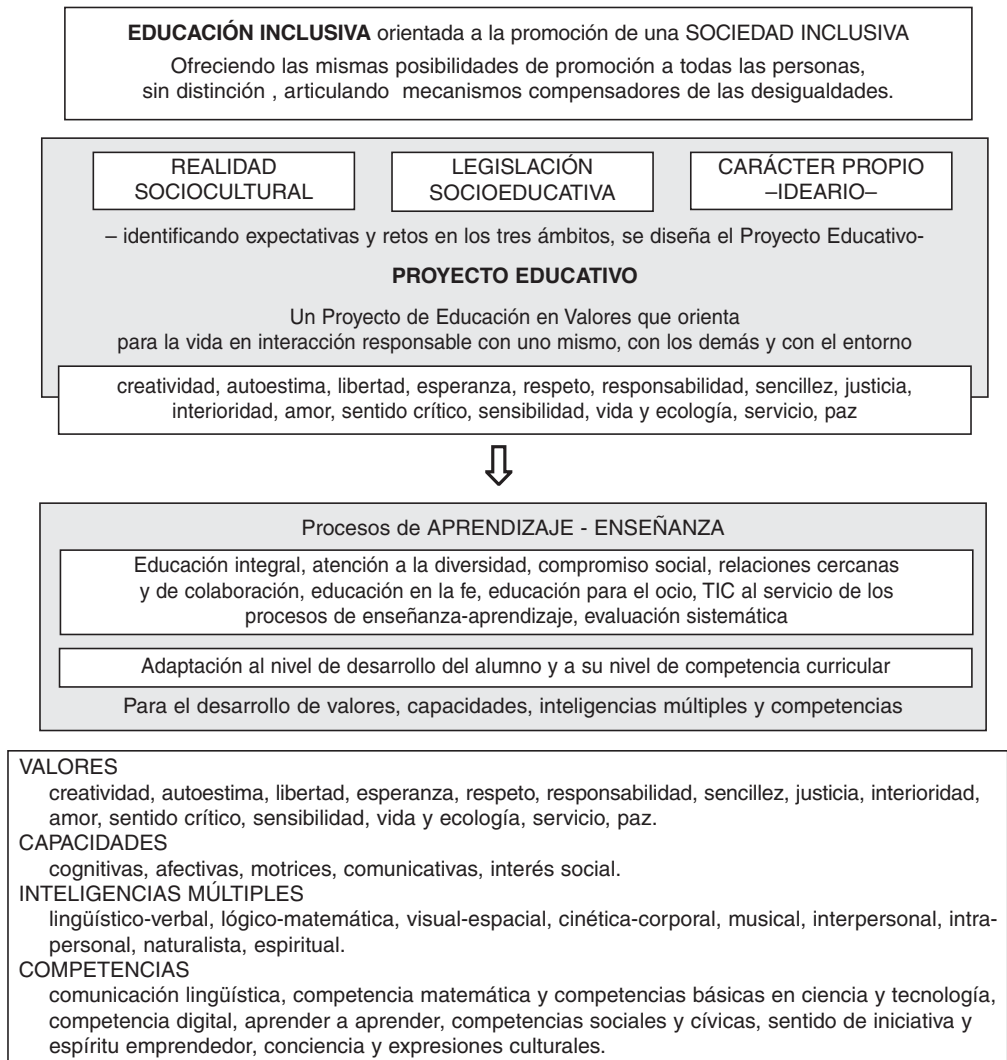 EDUCACIÓN INCLUSIVA orientada a la promoción de una SOCIEDAD INCLUSIVA
Ofreciendo las mismas posibilidades de promoción a todas las personas,
sin distinción , articulando mecanismos compensadores de las desigualdades.
REALIDAD
SOCIOCULTURAL
LEGISLACIÓN
SOCIOEDUCATIVA
CARÁCTER PROPIO
–IDEARIO–
– identificando expectativas y retos en los tres ámbitos, se diseña el Proyecto Educativo-
PROYECTO EDUCATIVO
Un Proyecto de Educación en Valores que orienta
para la vida en interacción responsable con uno mismo, con los demás y con el entorno
creatividad, autoestima, libertad, esperanza, respeto, responsabilidad, sencillez, justicia,
interioridad, amor, sentido crítico, sensibilidad, vida y ecología, servicio, paz
Procesos de APRENDIZAJE - ENSEÑANZA
Educación integral, atención a la diversidad, compromiso social, relaciones cercanas
y de colaboración, educación en la fe, educación para el ocio, TIC al servicio de los
procesos de enseñanza-aprendizaje, evaluación sistemática
Adaptación al nivel de desarrollo del alumno y a su nivel de competencia curricular
Para el desarrollo de valores, capacidades, inteligencias múltiples y competencias
VALORES
creatividad, autoestima, libertad, esperanza, respeto, responsabilidad, sencillez, justicia, interioridad,
amor, sentido crítico, sensibilidad, vida y ecología, servicio, paz.
CAPACIDADES
cognitivas, afectivas, motrices, comunicativas, interés social.
INTELIGENCIAS MÚLTIPLES
lingüístico-verbal, lógico-matemática, visual-espacial, cinética-corporal, musical, interpersonal, intra-
personal, naturalista, espiritual.
COMPETENCIAS
comunicación lingüística, competencia matemática y competencias básicas en ciencia y tecnología,
competencia digital, aprender a aprender, competencias sociales y cívicas, sentido de iniciativa y
espíritu emprendedor, conciencia y expresiones culturales.